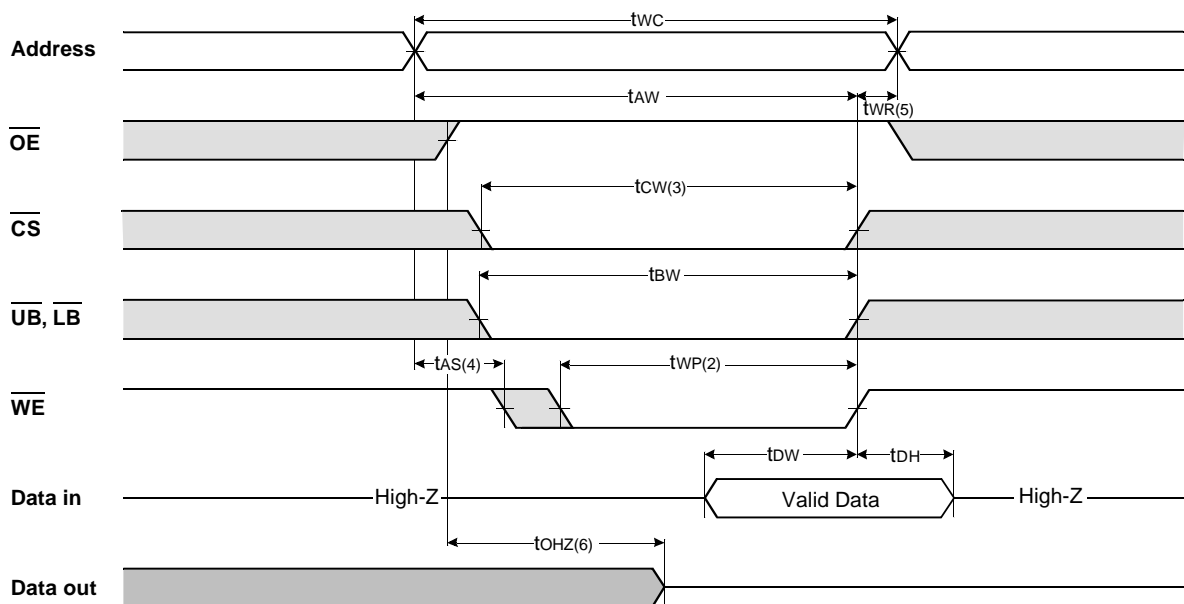 tWC
Address
tAW
tWR(5)
OE
tCW(3)
CS
tBW
UB, LB
tAS(4)
tWP(2)
WE
tDW
tDH
Data in
High-Z
Valid Data
High-Z
tOHZ(6)
Data out